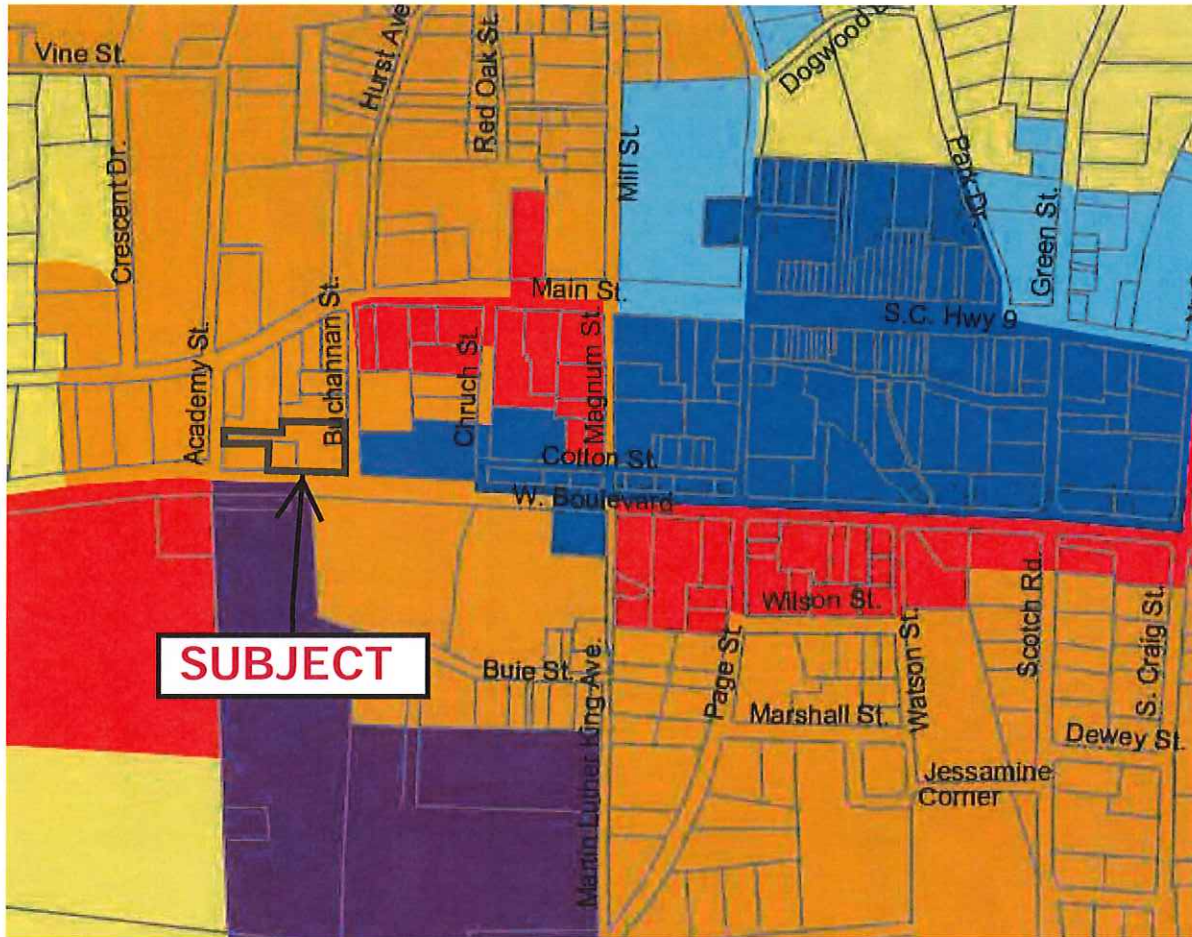 Vine St.
Hurst Ave
Red Oak St.
Crescent Dr.
Mill St.
Dogwood
Park Dr.
Green St.
Main St.
S.C. Hwy 9
Academy St.
Buchannan St.
Chruch St.
Magnum St.
Cotton St.
W. Boulevard
SUBJECT
Buie St.
Martin Luther King Ave.
Page St.
Wilson St.
Watson St.
Scotch Rd.
S. Craig St.
Marshall St.
Dewey St.
Jessamine
Corner